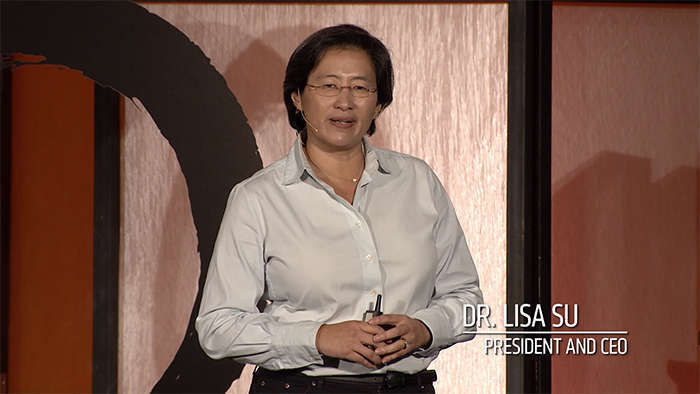 DR. LISA SU
PRESIDENT AND CEO